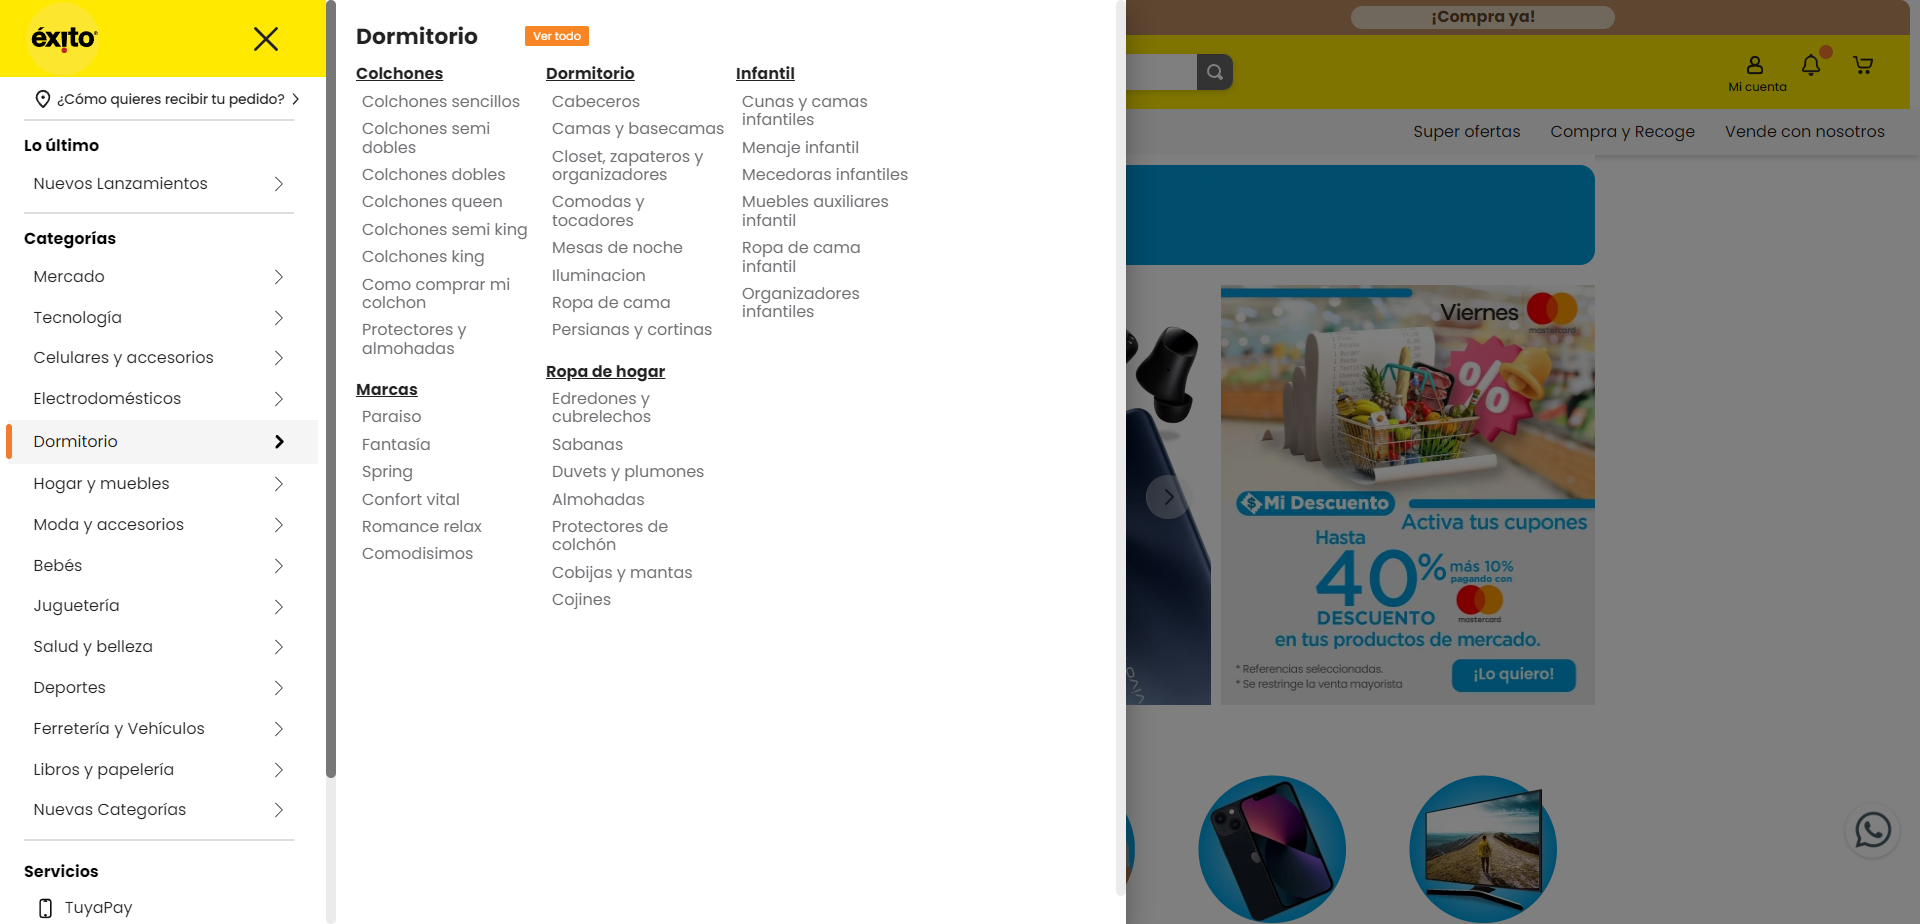 éxito
¿Cómo quieres recibir tu pedido?
Lo último
Nuevos Lanzamientos
Categorías
Mercado
Tecnología
Celulares y accesorios
Electrodomésticos
Dormitorio
Hogar y muebles
Moda y accesorios
Bebés
Juguetería
Salud y belleza
Deportes
Ferretería y Vehículos
Libros y papelería
Nuevas Categorías
Servicios
TuyaPay
Dormitorio
Ver todo
Colchones
Colchones sencillos
Colchones semi
dobles
Colchones dobles
Colchones queen
Colchones semi king
Colchones king
Como comprar mi
colchon
Protectores y
almohadas
Marcas
Paraiso
Fantasía
Spring
Confort vital
Romance relax
Comodisimos
Dormitorio
Cabeceros
Camas y basecamas
Closet, zapateros y
organizadores
Comodas y
tocadores
Mesas de noche
Iluminacion
Ropa de cama
Persianas y cortinas
Ropa de hogar
Edredones y
cubrelechos
Sabanas
Duvets y plumones
Almohadas
Protectores de
colchón
Cobijas y mantas
Cojines
Infantil
Cunas y camas
infantiles
Menaje infantil
Mecedoras infantiles
Muebles auxiliares
infantil
Ropa de cama
infantil
Organizadores
infantiles
¡Compra ya!
Mi cuenta
Super ofertas
Compra y Recoge
Vende con nosotros
Viernes
mastercard
%
$ Mi Descuento
Activa tus cupones
Hasta
40%
más 10%
pagando con
mastercard
DESCUENTO
en tus productos de mercado.
* Referencias seleccionadas.
* Se restringe la venta mayorista
¡Lo quiero!